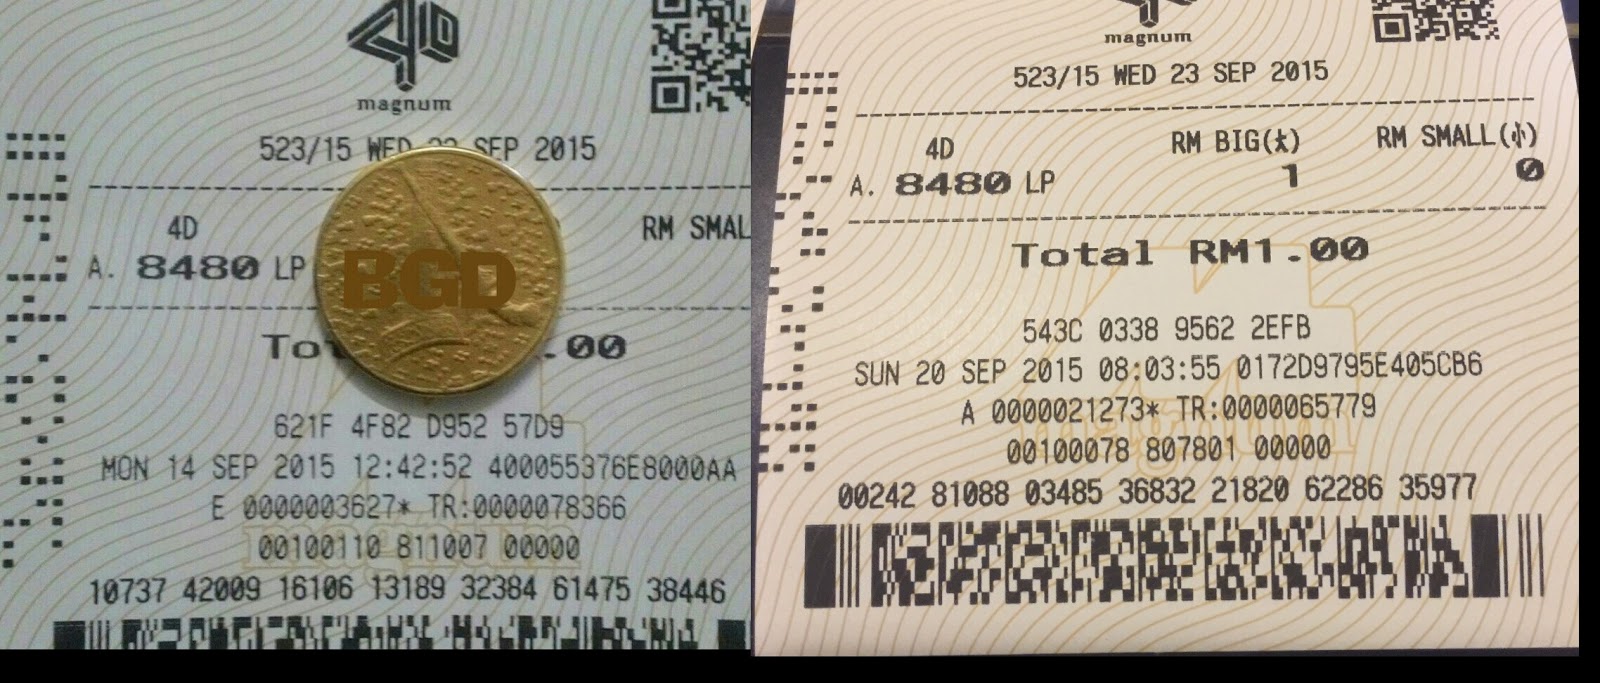 4D
magnum
523/15 WED 23 SEP 2015
4D RM SMAL
A. 8480 LP
BGD
To .00
621F 4F82 D952 57D9
MON 14 SEP 2015 12:42:52 400055376E8000AA
E 0000003627* TR:0000078366
00100110 811007 00000
10737 42009 16106 13189 32384 61475 38446
magnum
523/15 WED 23 SEP 2015
4D RM BIG(大) RM SMALL(小)
A. 8480 LP 1 0
Total RM1.00
543C 0338 9562 2EFB
SUN 20 SEP 2015 08:03:55 0172D9795E405CB6
A 0000021273* TR:0000065779
00100078 807801 00000
00242 81088 03485 36832 21820 62286 35977